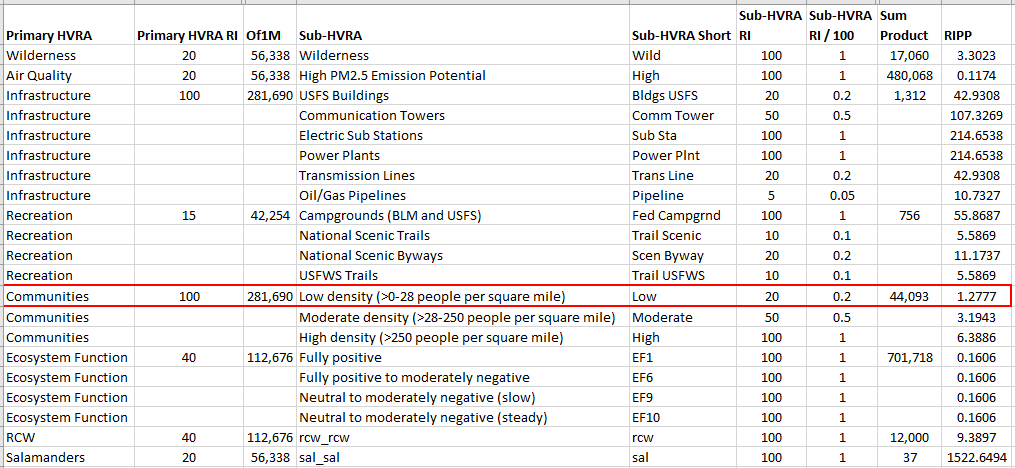 Sub-HVRA Sub-HVRA Sum
Primary HVRA Primary HVRA RI Of1M Sub-HVRA Sub-HVRA Short RI RI / 100 Product RIPP
Wilderness 20 56,338 Wilderness Wild 100 1 17,060 3.3023
Air Quality 20 56,338 High PM2.5 Emission Potential High 100 1 480,068 0.1174
Infrastructure 100 281,690 USFS Buildings Bldgs USFS 20 0.2 1,312 42.9308
Infrastructure Communication Towers Comm Tower 50 0.5 107.3269
Infrastructure Electric Sub Stations Sub Sta 100 1 214.6538
Infrastructure Power Plants Power Plnt 100 1 214.6538
Infrastructure Transmission Lines Trans Line 20 0.2 42.9308
Infrastructure Oil/Gas Pipelines Pipeline 5 0.05 10.7327
Recreation 15 42,254 Campgrounds (BLM and USFS) Fed Campgrnd 100 1 756 55.8687
Recreation National Scenic Trails Trail Scenic 10 0.1 5.5869
Recreation National Scenic Byways Scen Byway 20 0.2 11.1737
Recreation USFWS Trails Trail USFWS 10 0.1 5.5869
Communities 100 281,690 Low density (>0-28 people per square mile) Low 20 0.2 44,093 1.2777
Communities Moderate density (>28-250 people per square mile) Moderate 50 0.5 3.1943
Communities High density (>250 people per square mile) High 100 1 6.3886
Ecosystem Function 40 112,676 Fully positive EF1 100 1 701,718 0.1606
Ecosystem Function Fully positive to moderately negative EF6 100 1 0.1606
Ecosystem Function Neutral to moderately negative (slow) EF9 100 1 0.1606
Ecosystem Function Neutral to moderately negative (steady) EF10 100 1 0.1606
RCW 40 112,676 rcw_rcw rcw 100 1 12,000 9.3897
Salamanders 20 56,338 sal_sal sal 100 1 37 1522.6494